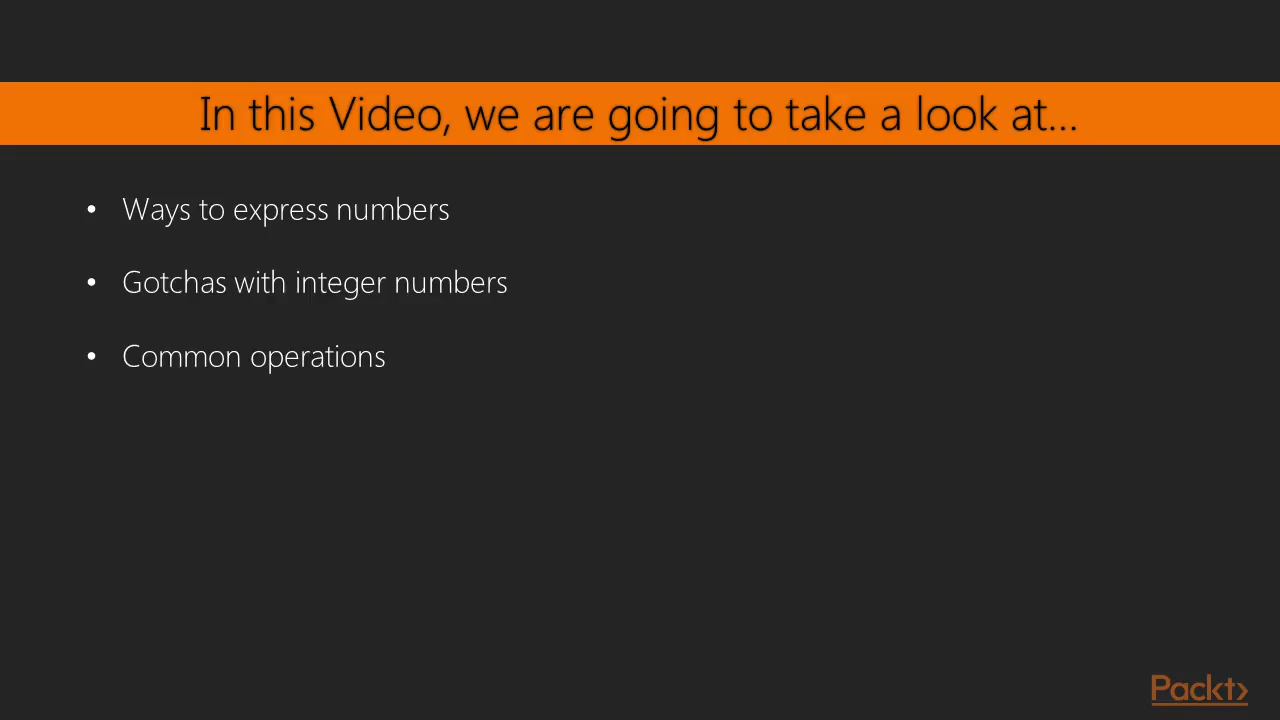 In this Video, we are going to take a look at...
• Ways to express numbers
• Gotchas with integer numbers
• Common operations
Packt>